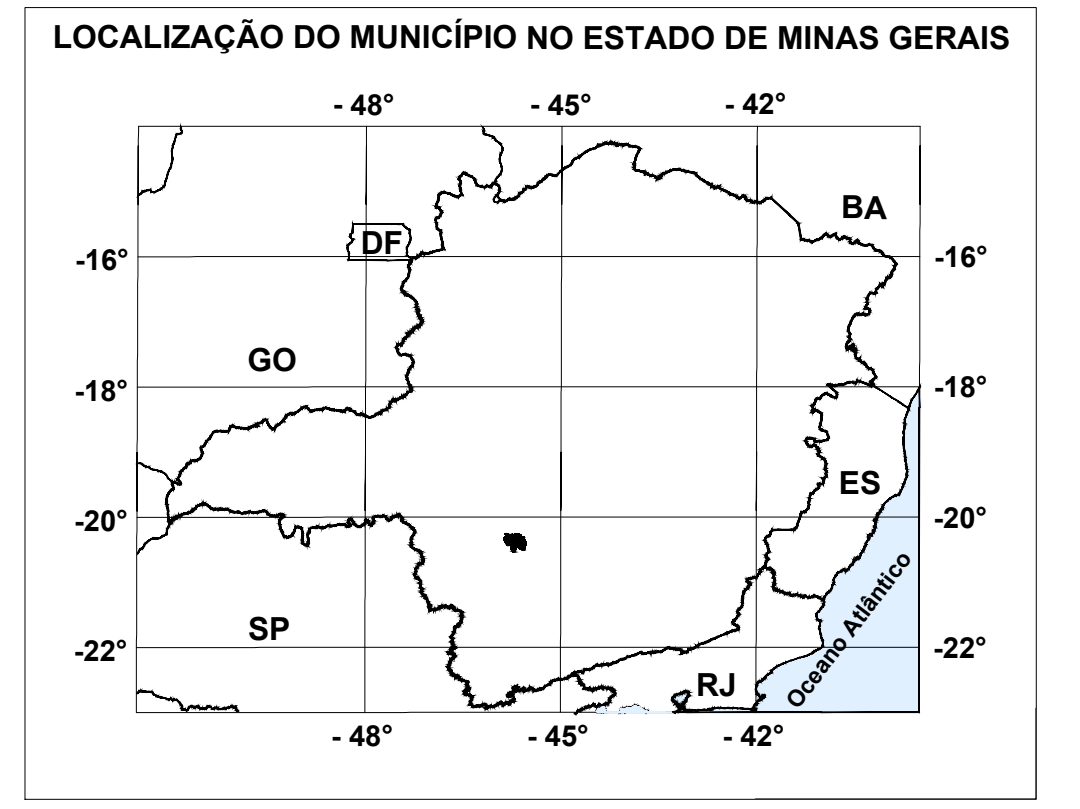 LOCALIZAÇÃO DO MUNICÍPIO NO ESTADO DE MINAS GERAIS
- 48° - 45° - 42°
BA
DF
-16° -16°
GO
-18° -18°
ES
-20° -20°
Oceano Atlântico
SP
-22° -22°
RJ
- 48° - 45° - 42°